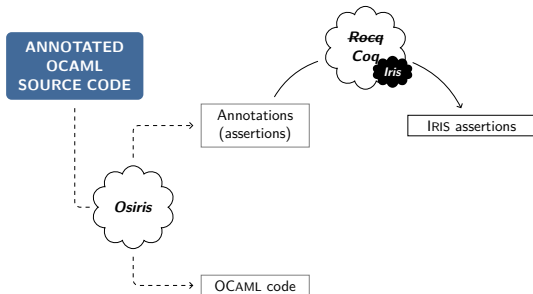 ANNOTATED
OCAML
SOURCE CODE
Rocq
Coq
Iris
Annotations
(assertions)
IRIS assertions
Osiris
OCAML code